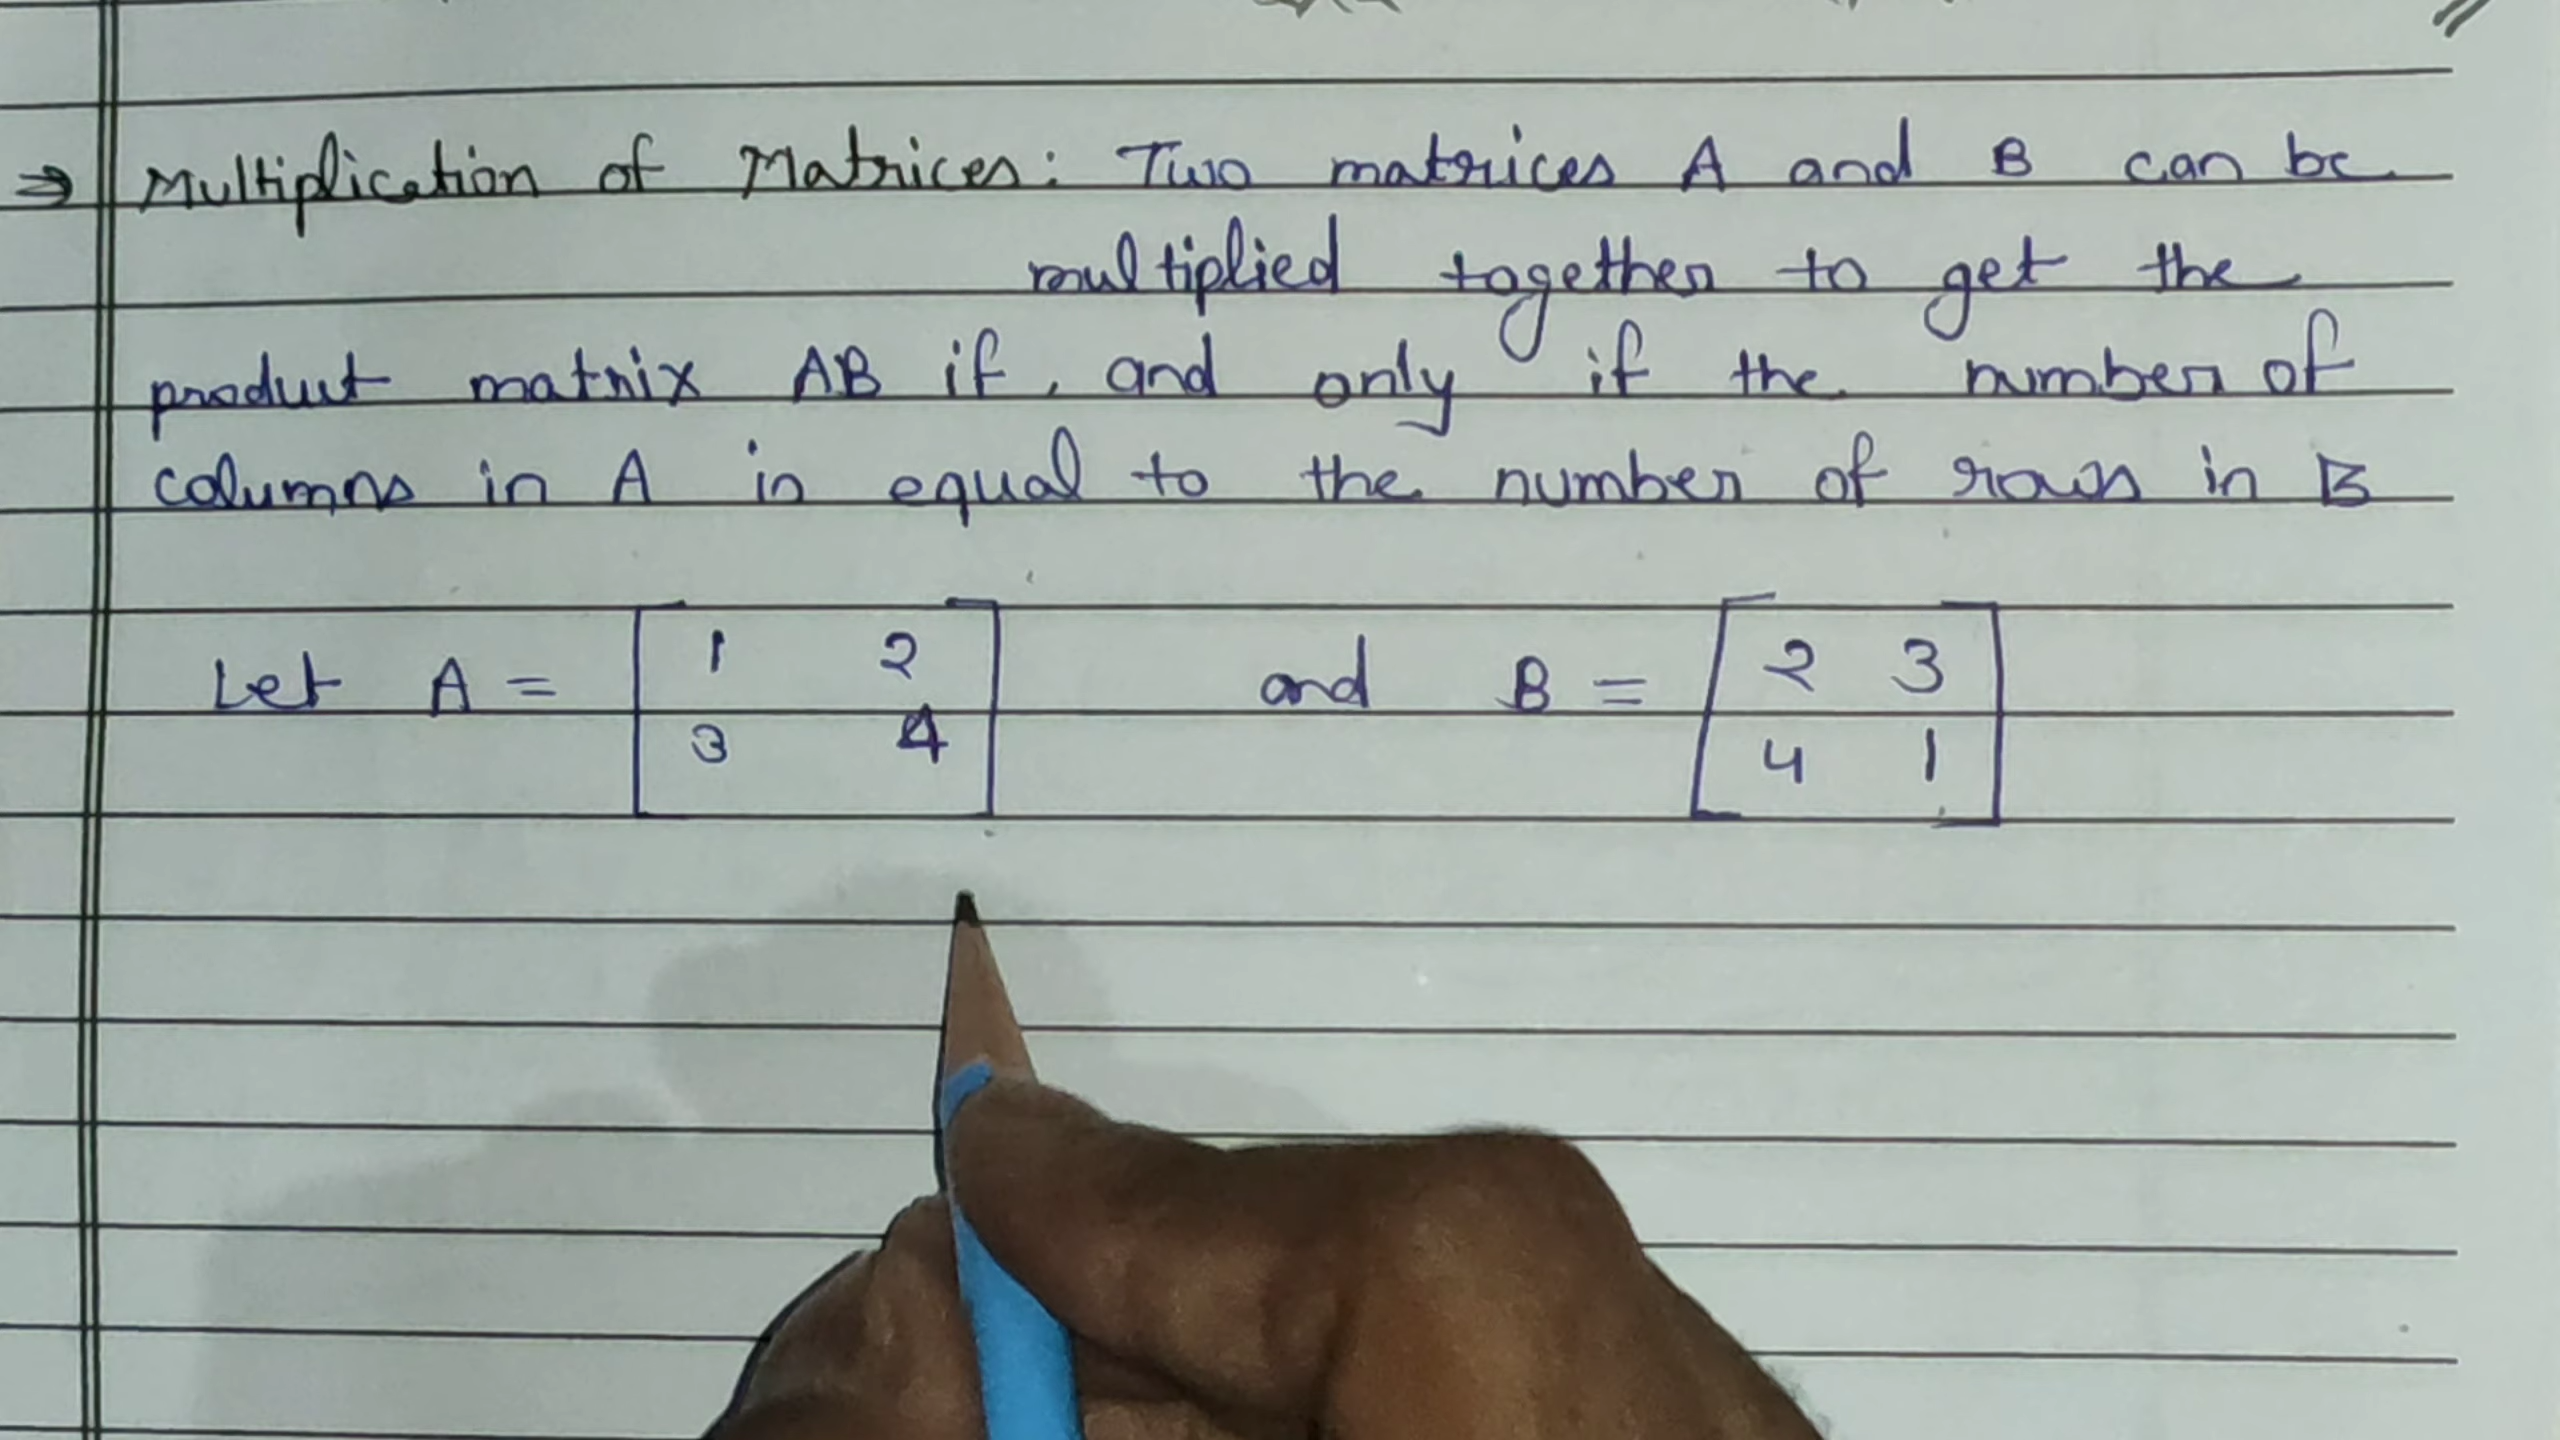 ⇒ Multiplication of Matrices: Two matrices A and B can be
multiplied together to get the
product matrix AB if, and only if the number of
columns in A is equal to the number of rows in B
Let A = [ 1 2 and B = [ 2 3
3 4 ] 4 1 ]